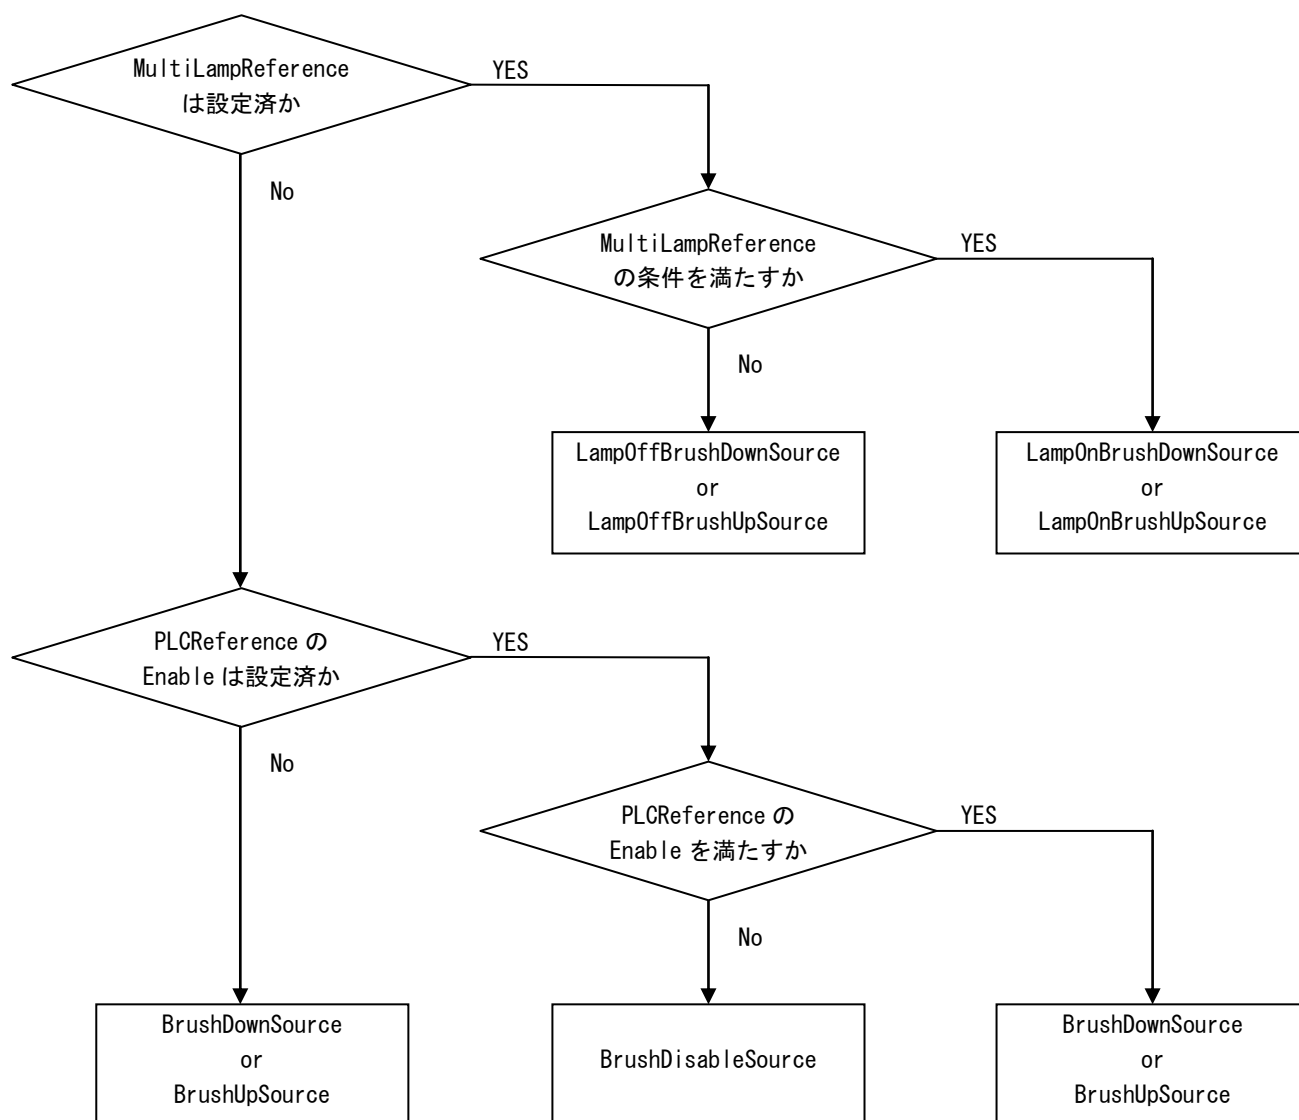 MultiLampReference
は設定済か
YES
No
MultiLampReference
の条件を満たすか
YES
No
LampOffBrushDownSource
or
LampOffBrushUpSource
LampOnBrushDownSource
or
LampOnBrushUpSource
PLCReference の
Enable は設定済か
YES
No
PLCReference の
Enable を満たすか
YES
No
BrushDownSource
or
BrushUpSource
BrushDisableSource
BrushDownSource
or
BrushUpSource